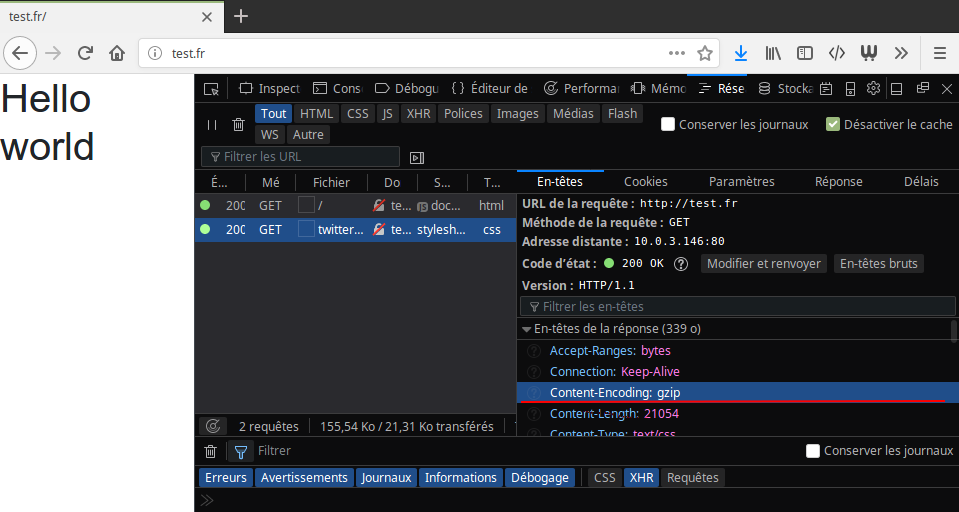 test.fr/
test.fr
Hello
world
Inspect Cons Débogu Éditeur de Performa Mémo Rése Stocka
Tout HTML CSS JS XHR Polices Images Médias Flash
WS Autre
Conserver les journaux Désactiver le cache
Filtrer les URL
É... Mé Fichier Do S... T...
200 GET / te... doc... html
200 GET twitter... te... stylesh... css
2 requêtes 155,54 Ko / 21,31 Ko transférés
En-têtes Cookies Paramètres Réponse Délais
URL de la requête : http://test.fr
Méthode de la requête : GET
Adresse distante : 10.0.3.146:80
Code d'état : 200 OK Modifier et renvoyer En-têtes bruts
Version : HTTP/1.1
Filtrer les en-têtes
En-têtes de la réponse (339 o)
Accept-Ranges: bytes
Connection: Keep-Alive
Content-Encoding: gzip
Content-Length: 21054
Content-Type: text/css
Filtrer Conserver les journaux
Erreurs Avertissements Journaux Informations Débogage CSS XHR Requêtes